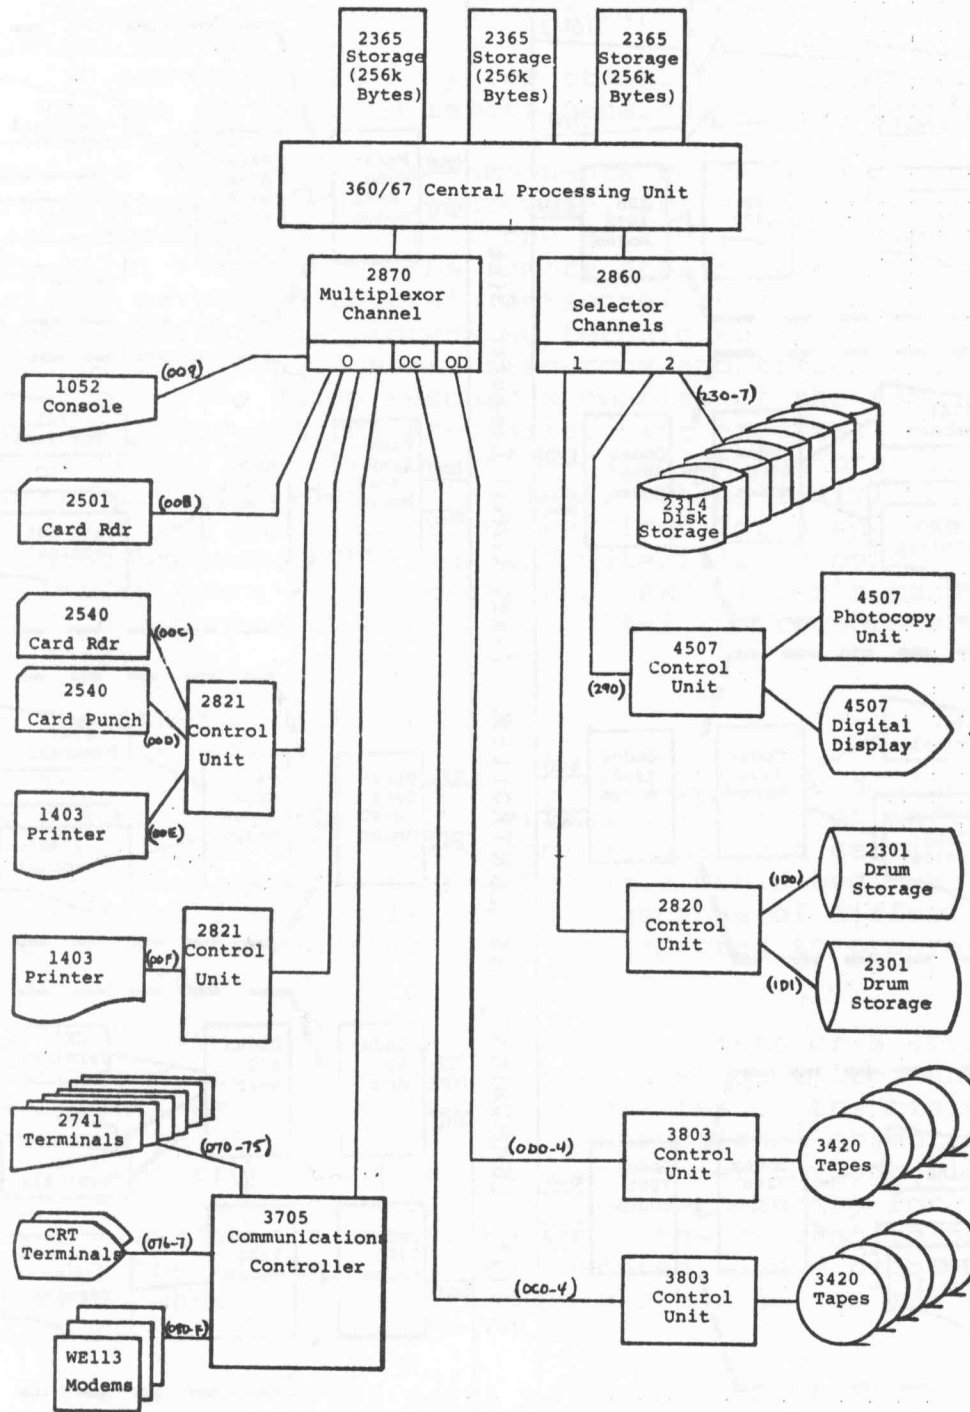 2365
Storage
(256k
Bytes)
2365
Storage
(256k
Bytes)
2365
Storage
(256k
Bytes)
360/67 Central Processing Unit
2870
Multiplexor
Channel
O
OC
OD
2860
Selector
Channels
1
2
(009)
1052
Console
(230-7)
2314
Disk
Storage
2501
Card Rdr
(00B)
2540
Card Rdr
(00C)
2540
Card Punch
(00D)
2821
Control
Unit
1403
Printer
(00E)
4507
Photocopy
Unit
4507
Control
Unit
(290)
4507
Digital
Display
2301
Drum
Storage
(1D0)
2820
Control
Unit
(1D1)
2301
Drum
Storage
1403
Printer
(00F)
2821
Control
Unit
2741
Terminals
(070-75)
3705
Communications
Controller
CRT
Terminals
(076-7)
WE113
Modems
(080-F)
(0D0-4)
3803
Control
Unit
3420
Tapes
(0C0-4)
3803
Control
Unit
3420
Tapes